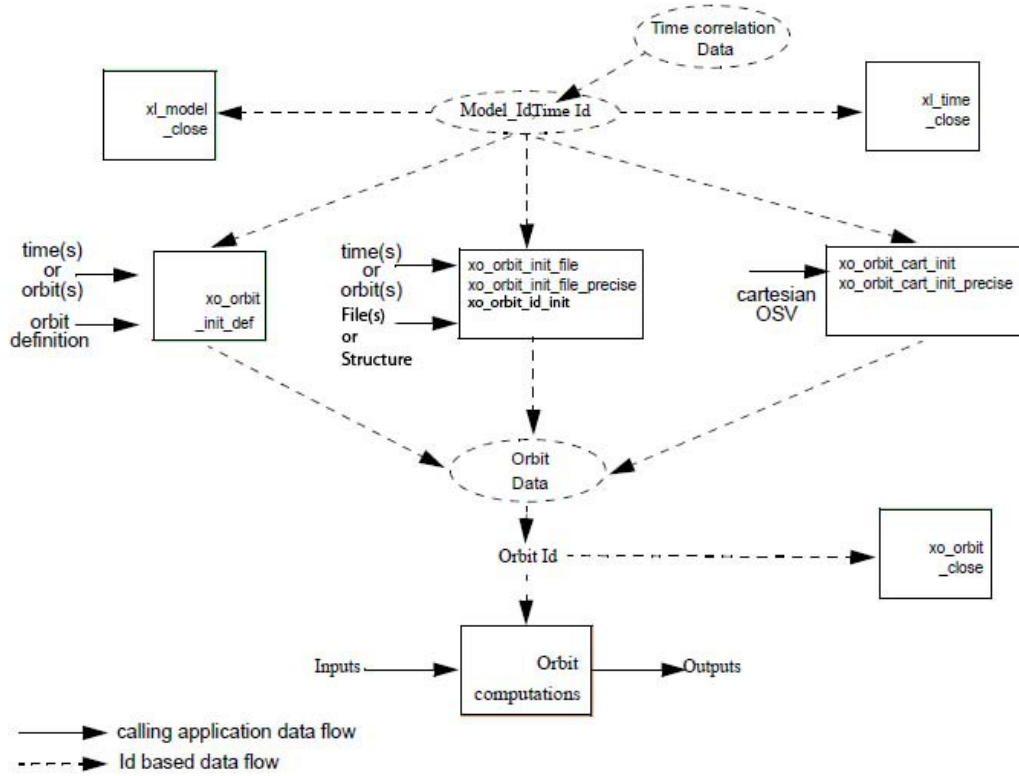 Time correlation
Data
xl_model
_close
Model_Id,Time Id
xl_time
_close
time(s)
or
orbit(s)
orbit
definition
xo_orbit
_init_def
time(s)
or
orbit(s)
File(s)
or
Structure
xo_orbit_init_file
xo_orbit_init_file_precise
xo_orbit_id_init
cartesian
OSV
xo_orbit_cart_init
xo_orbit_cart_init_precise
Orbit
Data
Orbit Id
xo_orbit
_close
Inputs
Orbit
computations
Outputs
calling application data flow
Id based data flow